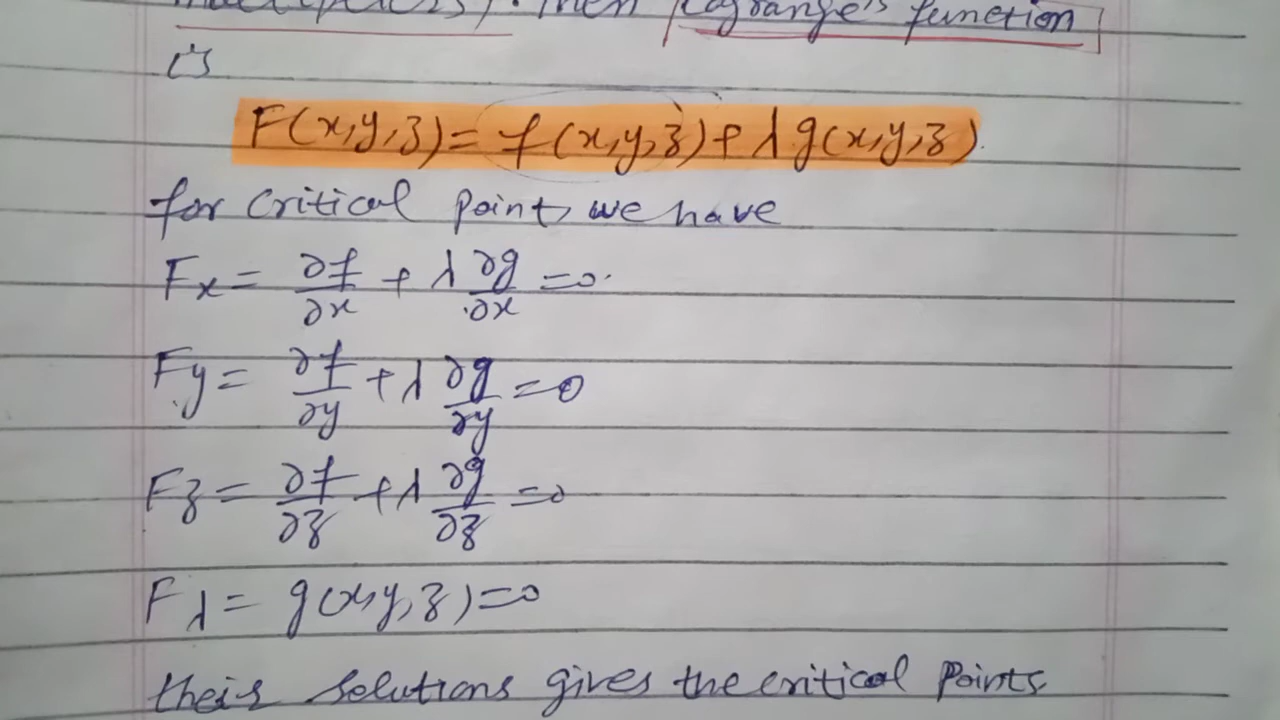 Then Lagrange's function
is
F(x,y,z) = f(x,y,z) + λ g(x,y,z).
for critical point, we have
Fx = ∂f/∂x + λ ∂g/∂x = 0.
Fy = ∂f/∂y + λ ∂g/∂y = 0
Fz = ∂f/∂z + λ ∂g/∂z = 0
Fλ = g(x,y,z) = 0
their solutions gives the critical points